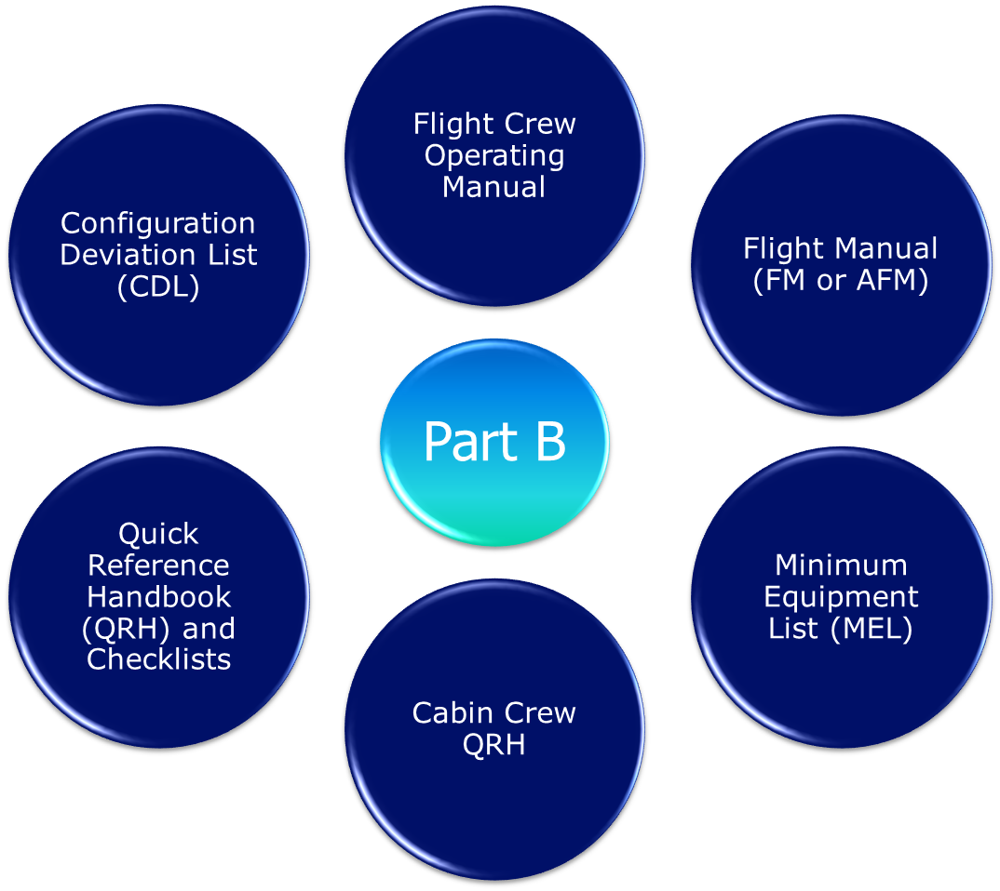 Flight Crew
Operating
Manual
Configuration
Deviation List
(CDL)
Flight Manual
(FM or AFM)
Part B
Quick
Reference
Handbook
(QRH) and
Checklists
Minimum
Equipment
List (MEL)
Cabin Crew
QRH